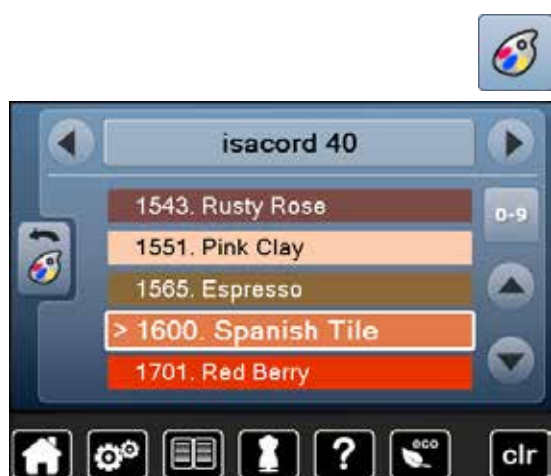 isacord 40
1543. Rusty Rose
0-9
1551. Pink Clay
1565. Espresso
> 1600. Spanish Tile
1701. Red Berry
? eco clr